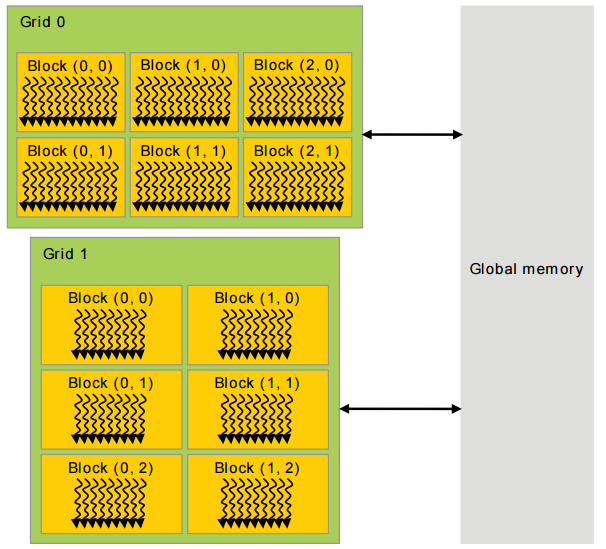 Grid 0
Block (0, 0) Block (1, 0) Block (2, 0)
Block (0, 1) Block (1, 1) Block (2, 1)
Grid 1
Global memory
Block (0, 0) Block (1, 0)
Block (0, 1) Block (1, 1)
Block (0, 2) Block (1, 2)